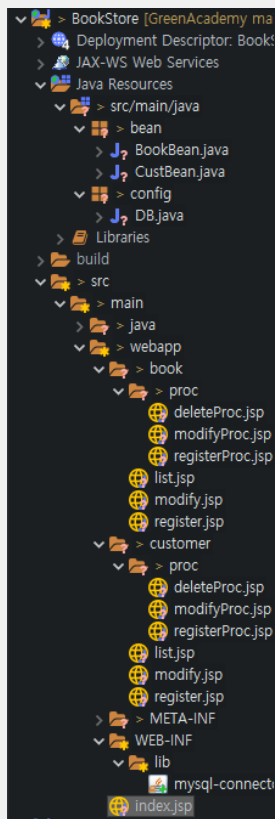 > BookStore [GreenAcademy ma
Deployment Descriptor: BookS
JAX-WS Web Services
Java Resources
> src/main/java
> bean
> BookBean.java
> CustBean.java
> config
> DB.java
Libraries
build
> src
> main
> java
> webapp
> book
> proc
deleteProc.jsp
modifyProc.jsp
registerProc.jsp
list.jsp
modify.jsp
register.jsp
> customer
> proc
deleteProc.jsp
modifyProc.jsp
registerProc.jsp
list.jsp
modify.jsp
register.jsp
> META-INF
WEB-INF
> lib
mysql-connecto
index.jsp